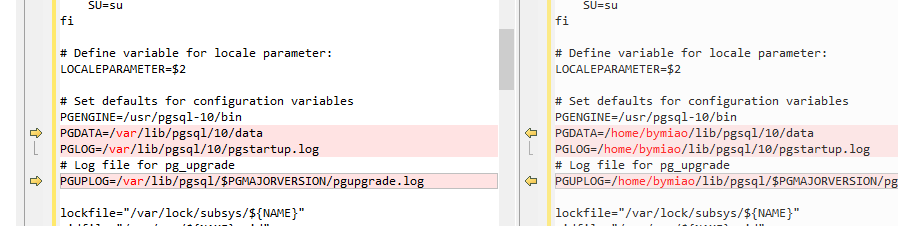 SU=su
fi
# Define variable for locale parameter:
LOCALEPARAMETER=$2
# Set defaults for configuration variables
PGENGINE=/usr/pgsql-10/bin
PGDATA=/var/lib/pgsql/10/data
PGLOG=/var/lib/pgsql/10/pgstartup.log
# Log file for pg_upgrade
PGUPLOG=/var/lib/pgsql/$PGMAJORVERSION/pgupgrade.log
lockfile="/var/lock/subsys/${NAME}"
SU=su
fi
# Define variable for locale parameter:
LOCALEPARAMETER=$2
# Set defaults for configuration variables
PGENGINE=/usr/pgsql-10/bin
PGDATA=/home/bymiao/lib/pgsql/10/data
PGLOG=/home/bymiao/lib/pgsql/10/pgstartup.log
# Log file for pg_upgrade
PGUPLOG=/home/bymiao/lib/pgsql/$PGMAJORVERSION/pg
lockfile="/var/lock/subsys/${NAME}"